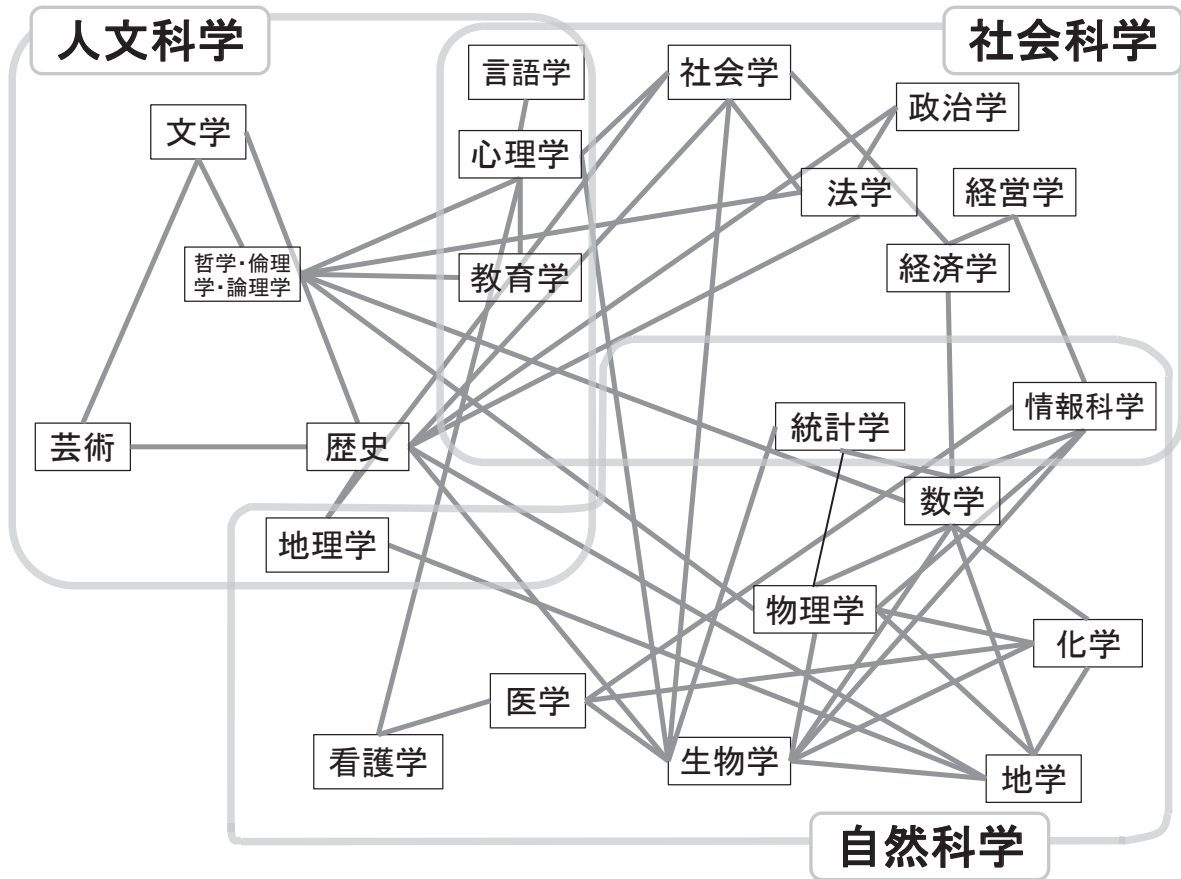 人文科学
社会科学
言語学
社会学
文学
政治学
心理学
法学
経営学
哲学・倫理
学・論理学
教育学
経済学
情報科学
統計学
芸術
歴史
数学
地理学
物理学
化学
医学
看護学
生物学
地学
自然科学